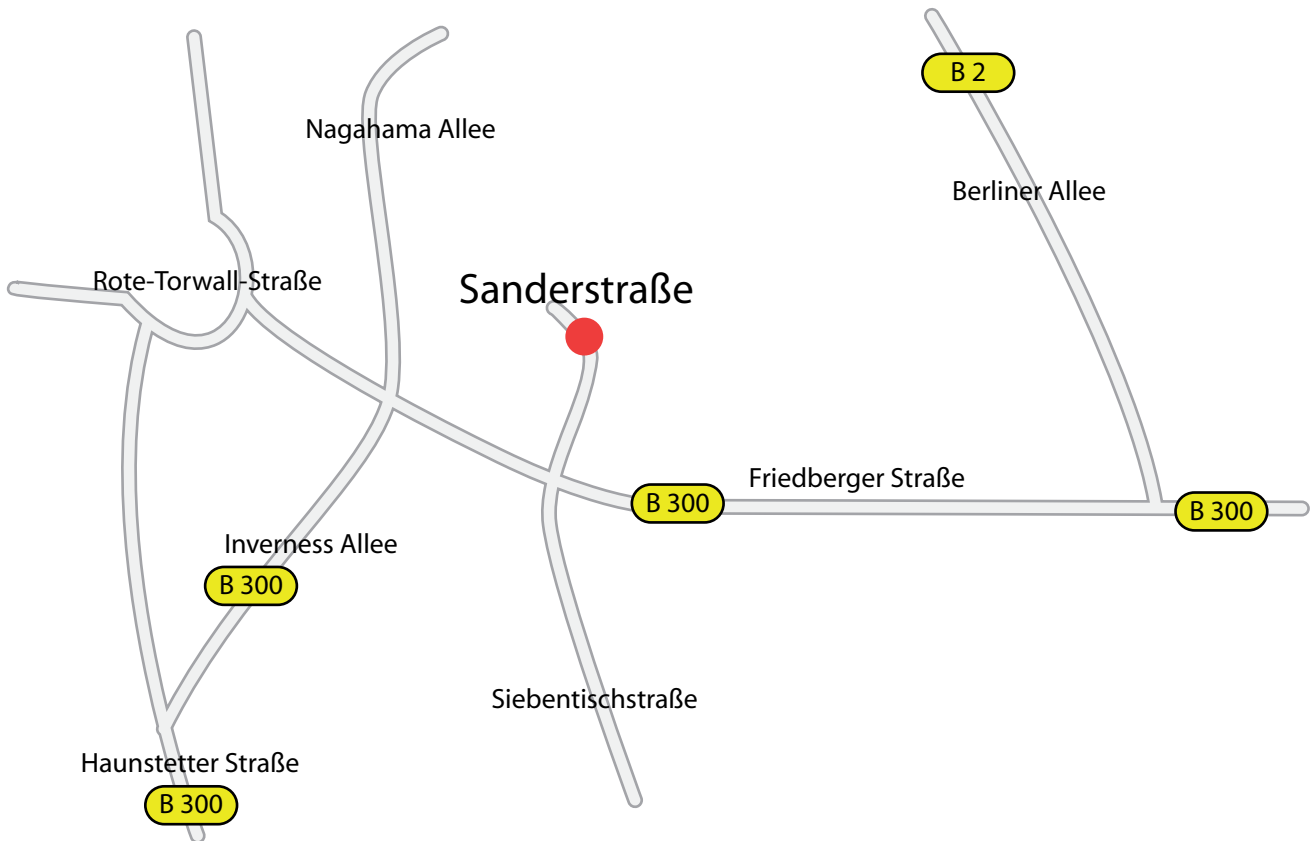 B 2
Nagahama Allee
Berliner Allee
Rote-Torwall-Straße
Sanderstraße
Friedberger Straße
B 300
B 300
Inverness Allee
B 300
Siebentischstraße
Haunstetter Straße
B 300